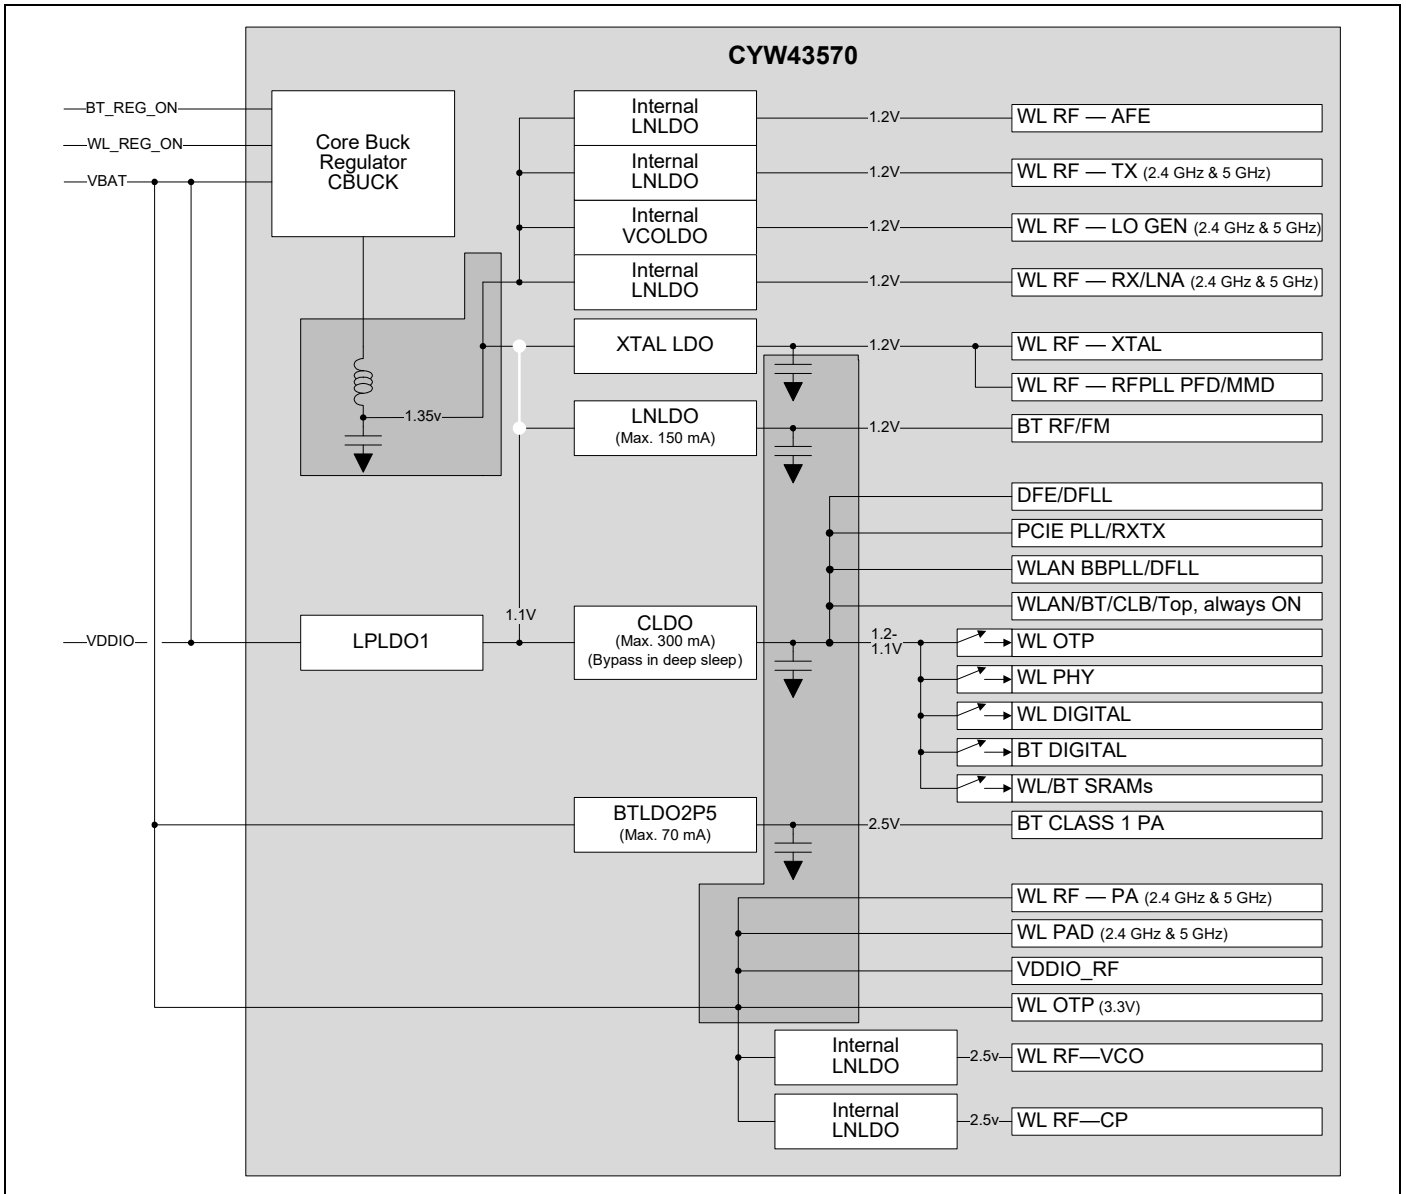 CYW43570
BT_REG_ON
WL_REG_ON
VBAT
Core Buck
Regulator
CBUCK
1.35v
VDDIO
LPLDO1
1.1V
Internal
LNLDO
1.2V
WL RF — AFE
Internal
LNLDO
1.2V
WL RF — TX (2.4 GHz & 5 GHz)
Internal
VCOLDO
1.2V
WL RF — LO GEN (2.4 GHz & 5 GHz)
Internal
LNLDO
1.2V
WL RF — RX/LNA (2.4 GHz & 5 GHz)
XTAL LDO
1.2V
WL RF — XTAL
WL RF — RFPLL PFD/MMD
LNLDO
(Max. 150 mA)
1.2V
BT RF/FM
DFE/DFLL
PCIE PLL/RXTX
WLAN BBPLL/DFLL
WLAN/BT/CLB/Top, always ON
CLDO
(Max. 300 mA)
(Bypass in deep sleep)
1.2-
1.1V
WL OTP
WL PHY
WL DIGITAL
BT DIGITAL
WL/BT SRAMs
BTLDO2P5
(Max. 70 mA)
2.5V
BT CLASS 1 PA
WL RF — PA (2.4 GHz & 5 GHz)
WL PAD (2.4 GHz & 5 GHz)
VDDIO_RF
WL OTP (3.3V)
Internal
LNLDO
2.5v
WL RF—VCO
Internal
LNLDO
2.5v
WL RF—CP